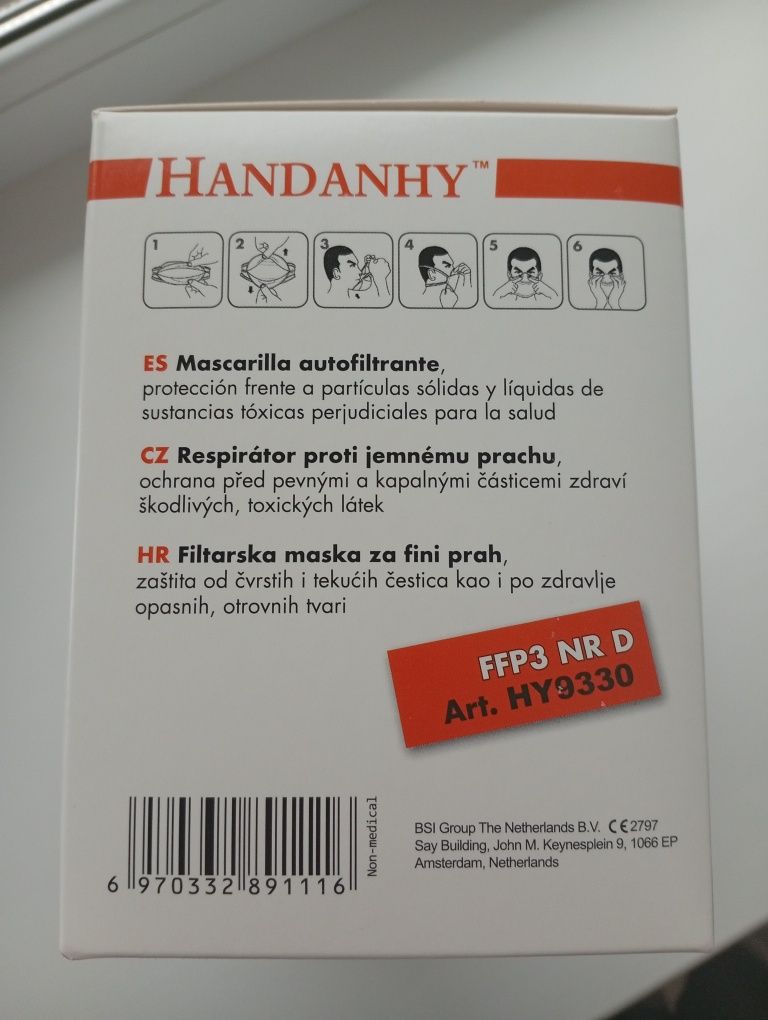 HANDANHY™
1 2 3 4 5 6
ES Mascarilla autofiltrante,
protección frente a partículas sólidas y líquidas de
sustancias tóxicas perjudiciales para la salud
CZ Respirátor proti jemnému prachu,
ochrana před pevnými a kapalnými částicemi zdraví
škodlivých, toxických látek
HR Filtarska maska za fini prah,
zaštita od čvrstih i tekućih čestica kao i po zdravlje
opasnih, otrovnih tvari
FFP3 NR D
Art. HY9330
Non-medical
6 970332 891116
BSI Group The Netherlands B.V. CE2797
Say Building, John M. Keynesplein 9, 1066 EP
Amsterdam, Netherlands